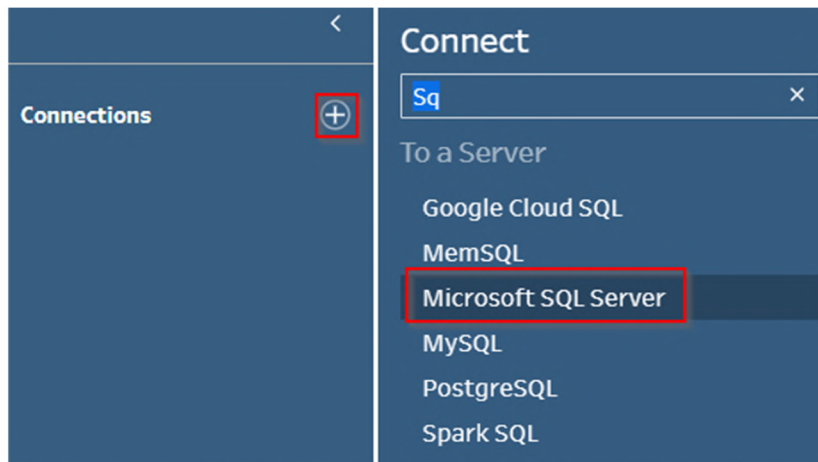 Connections
Connect
Sq
To a Server
Google Cloud SQL
MemSQL
Microsoft SQL Server
MySQL
PostgreSQL
Spark SQL